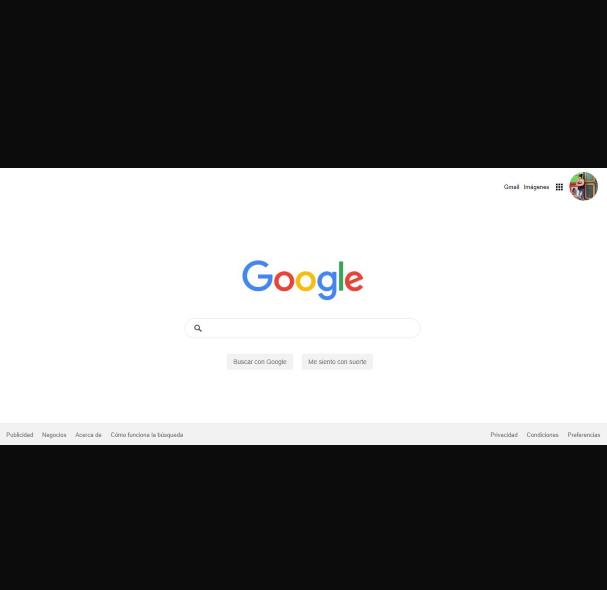 Gmail Imágenes
Google
Buscar con Google Me siento con suerte
Publicidad Negocios Acerca de Cómo funciona la búsqueda Privacidad Condiciones Preferencias